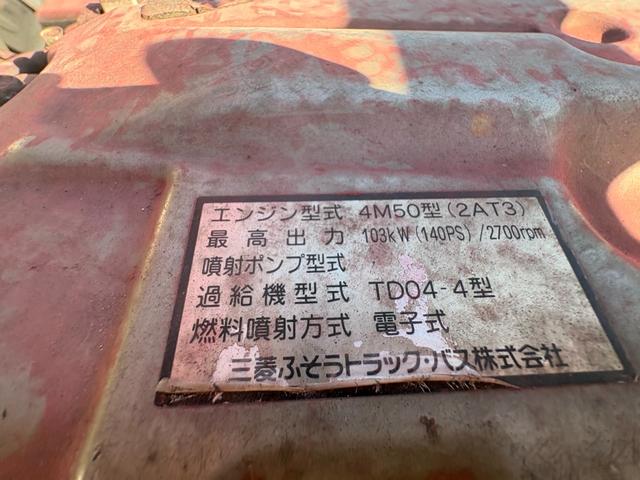 エンジン型式 4M50型(2AT3)
最高出力 103kW(140PS)/2700rpm
噴射ポンプ型式
過給機型式 TD04-4型
燃料噴射方式 電子式
三菱ふそうトラック・バス株式会社